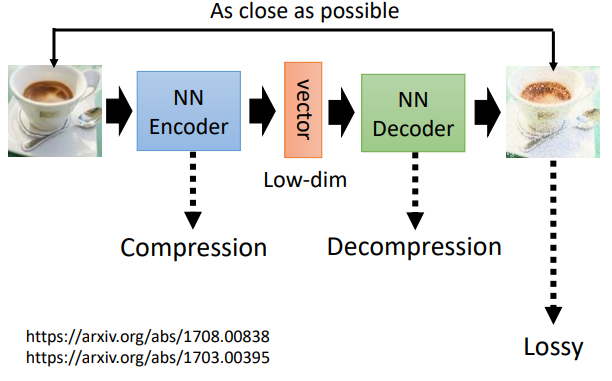 As close as possible
NN
Encoder
vector
NN
Decoder
Low-dim
Compression
Decompression
Lossy
https://arxiv.org/abs/1708.00838
https://arxiv.org/abs/1703.00395